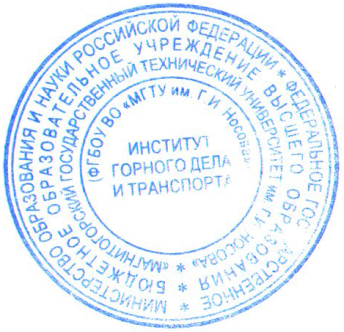 МИНИСТЕРСТВО ОБРАЗОВАНИЯ И НАУКИ РОССИЙСКОЙ ФЕДЕРАЦИИ * ФЕДЕРАЛЬНОЕ ГОС ДАРСТВЕННОЕ *
БЮДЖЕТНОЕ ОБРАЗОВАТЕЛЬНОЕ УЧРЕЖДЕНИЕ ВЫСШЕГО ОБРАЗОВАНИЯ *
«МАГНИТОГОРСКИЙ ГОСУДАРСТВЕННЫЙ ТЕХНИЧЕСКИЙ УНИВЕРСИТЕТ ИМ. Г.И. НОСОВА» *
(ФГБОУ ВО «МГТУ им. Г.И. Носова»
ИНСТИТУТ
ГОРНОГО ДЕЛА
И ТРАНСПОРТА